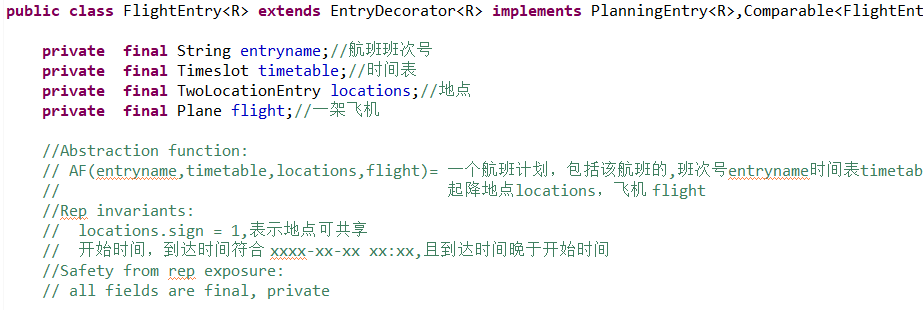 public class FlightEntry<R> extends EntryDecorator<R> implements PlanningEntry<R>,Comparable<FlightEnt
private  final String entryname;//航班班次号
private  final Timeslot timetable;//时间表
private  final TwoLocationEntry locations;//地点
private  final Plane flight;//一架飞机
//Abstraction function:
// AF(entryname,timetable,locations,flight)= 一个航班计划，包括该航班的,班次号entryname时间表timetab
//                                           起降地点locations，飞机 flight
//Rep invariants:
//  locations.sign = 1,表示地点可共享
//  开始时间，到达时间符合 xxxx-xx-xx xx:xx,且到达时间晚于开始时间
//Safety from rep exposure:
// all fields are final, private